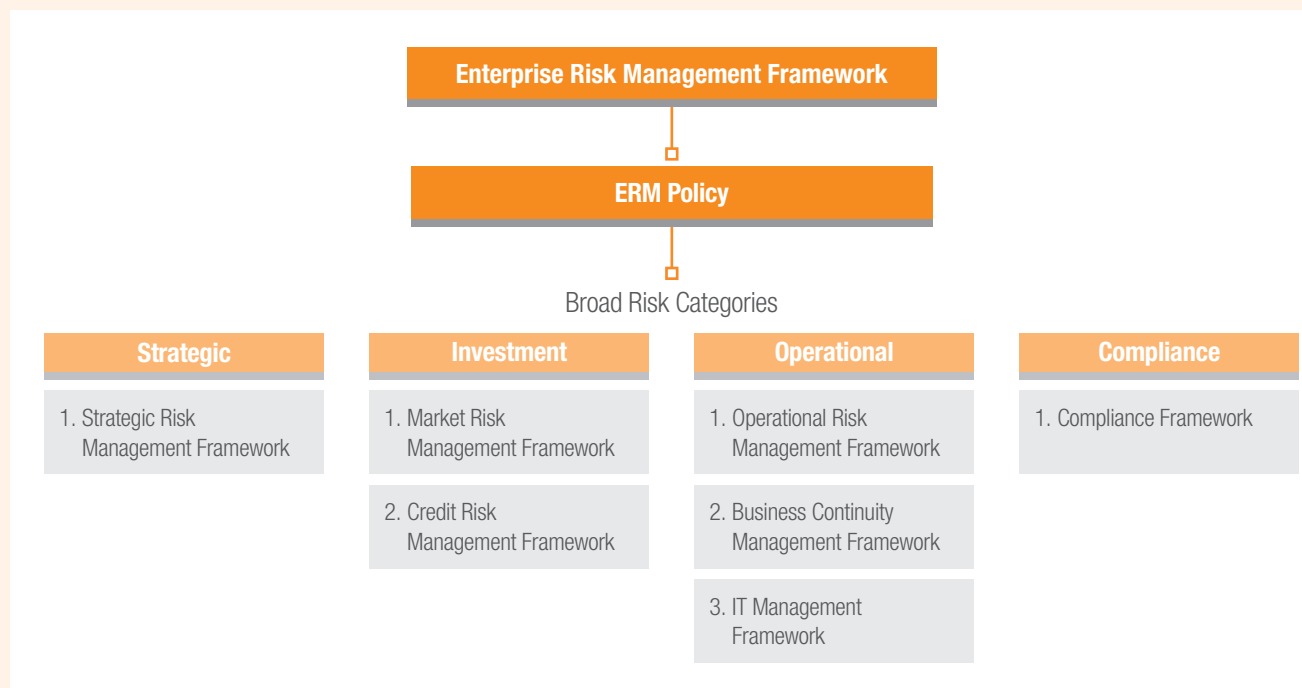 Enterprise Risk Management Framework
ERM Policy
Broad Risk Categories
Strategic
1. Strategic Risk
Management Framework
Investment
1. Market Risk
Management Framework
2. Credit Risk
Management Framework
Operational
1. Operational Risk
Management Framework
2. Business Continuity
Management Framework
3. IT Management
Framework
Compliance
1. Compliance Framework